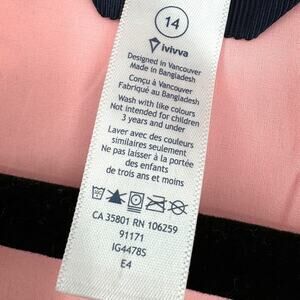 14
ivivva
Designed in Vancouver
Made in Bangladesh
Conçu à Vancouver
Fabriqué au Bangladesh
Wash with like colours
Not intended for children
3 years and under
Laver avec des couleurs
similaires seulement
Ne pas laisser à la portée
des enfants
de trois ans et moins
CA 35801 RN 106259
91171
IG4478S
E4